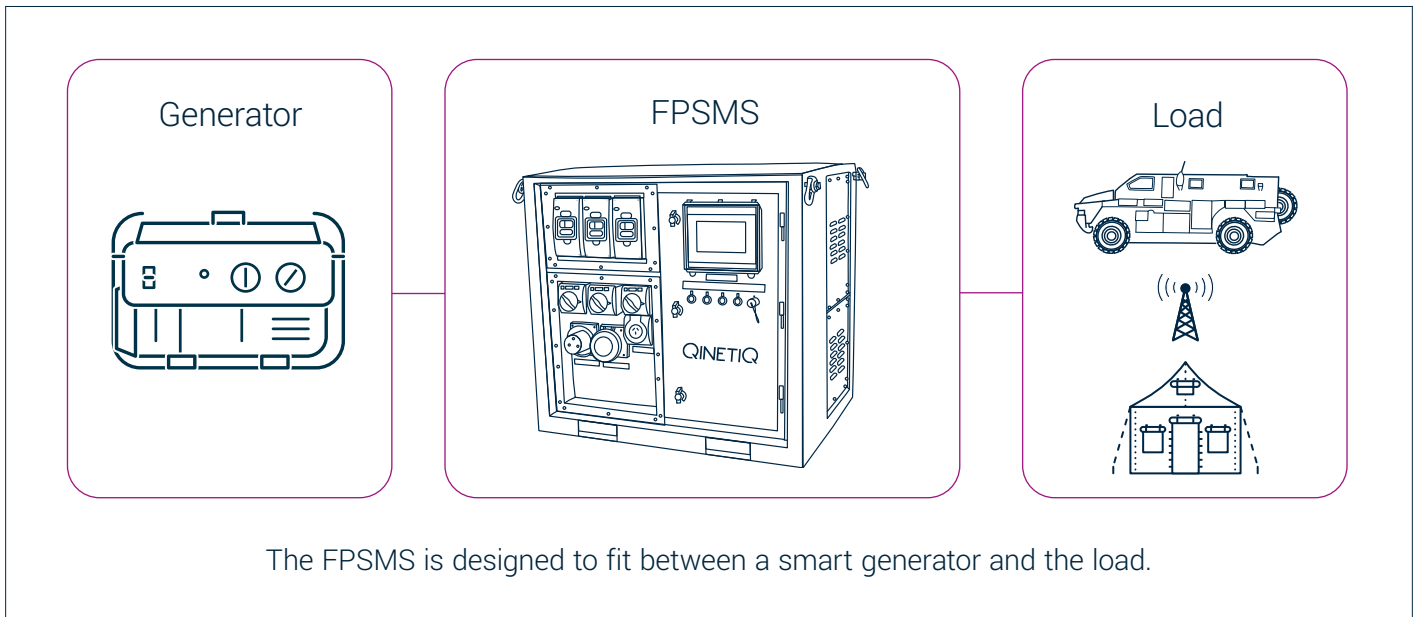 Generator
FPSMS
Load
QINETIQ
The FPSMS is designed to fit between a smart generator and the load.